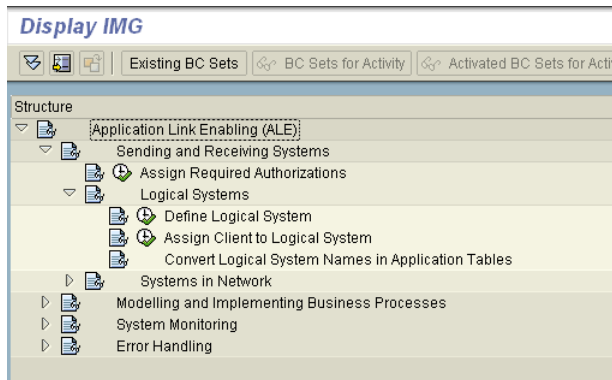 Display IMG
Existing BC Sets BC Sets for Activity Activated BC Sets for Acti
Structure
Application Link Enabling (ALE)
Sending and Receiving Systems
Assign Required Authorizations
Logical Systems
Define Logical System
Assign Client to Logical System
Convert Logical System Names in Application Tables
Systems in Network
Modelling and Implementing Business Processes
System Monitoring
Error Handling